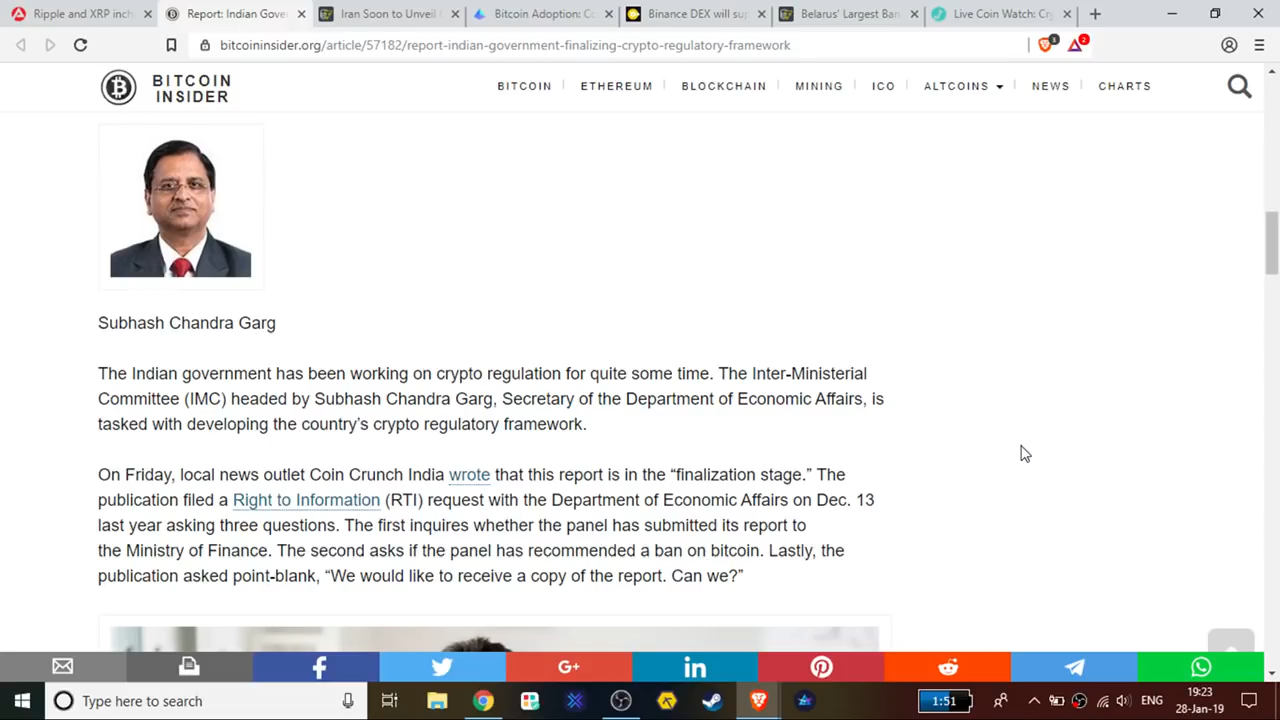 Ripple and XRP inch
Report: Indian Gove
Iran Soon to Unveil
Bitcoin Adoption: Co
Binance DEX will sup
Belarus' Largest Ban
Live Coin Watch: Cry
bitcoininsider.org/article/57182/report-indian-government-finalizing-crypto-regulatory-framework
3
2
BITCOIN INSIDER
BITCOIN
ETHEREUM
BLOCKCHAIN
MINING
ICO
ALTCOINS
NEWS
CHARTS
Subhash Chandra Garg
The Indian government has been working on crypto regulation for quite some time. The Inter-Ministerial
Committee (IMC) headed by Subhash Chandra Garg, Secretary of the Department of Economic Affairs, is
tasked with developing the country's crypto regulatory framework.
On Friday, local news outlet Coin Crunch India wrote that this report is in the “finalization stage.” The
publication filed a Right to Information (RTI) request with the Department of Economic Affairs on Dec. 13
last year asking three questions. The first inquires whether the panel has submitted its report to
the Ministry of Finance. The second asks if the panel has recommended a ban on bitcoin. Lastly, the
publication asked point-blank, “We would like to receive a copy of the report. Can we?”
Type here to search
1:51
ENG
19:23
28-Jan-19